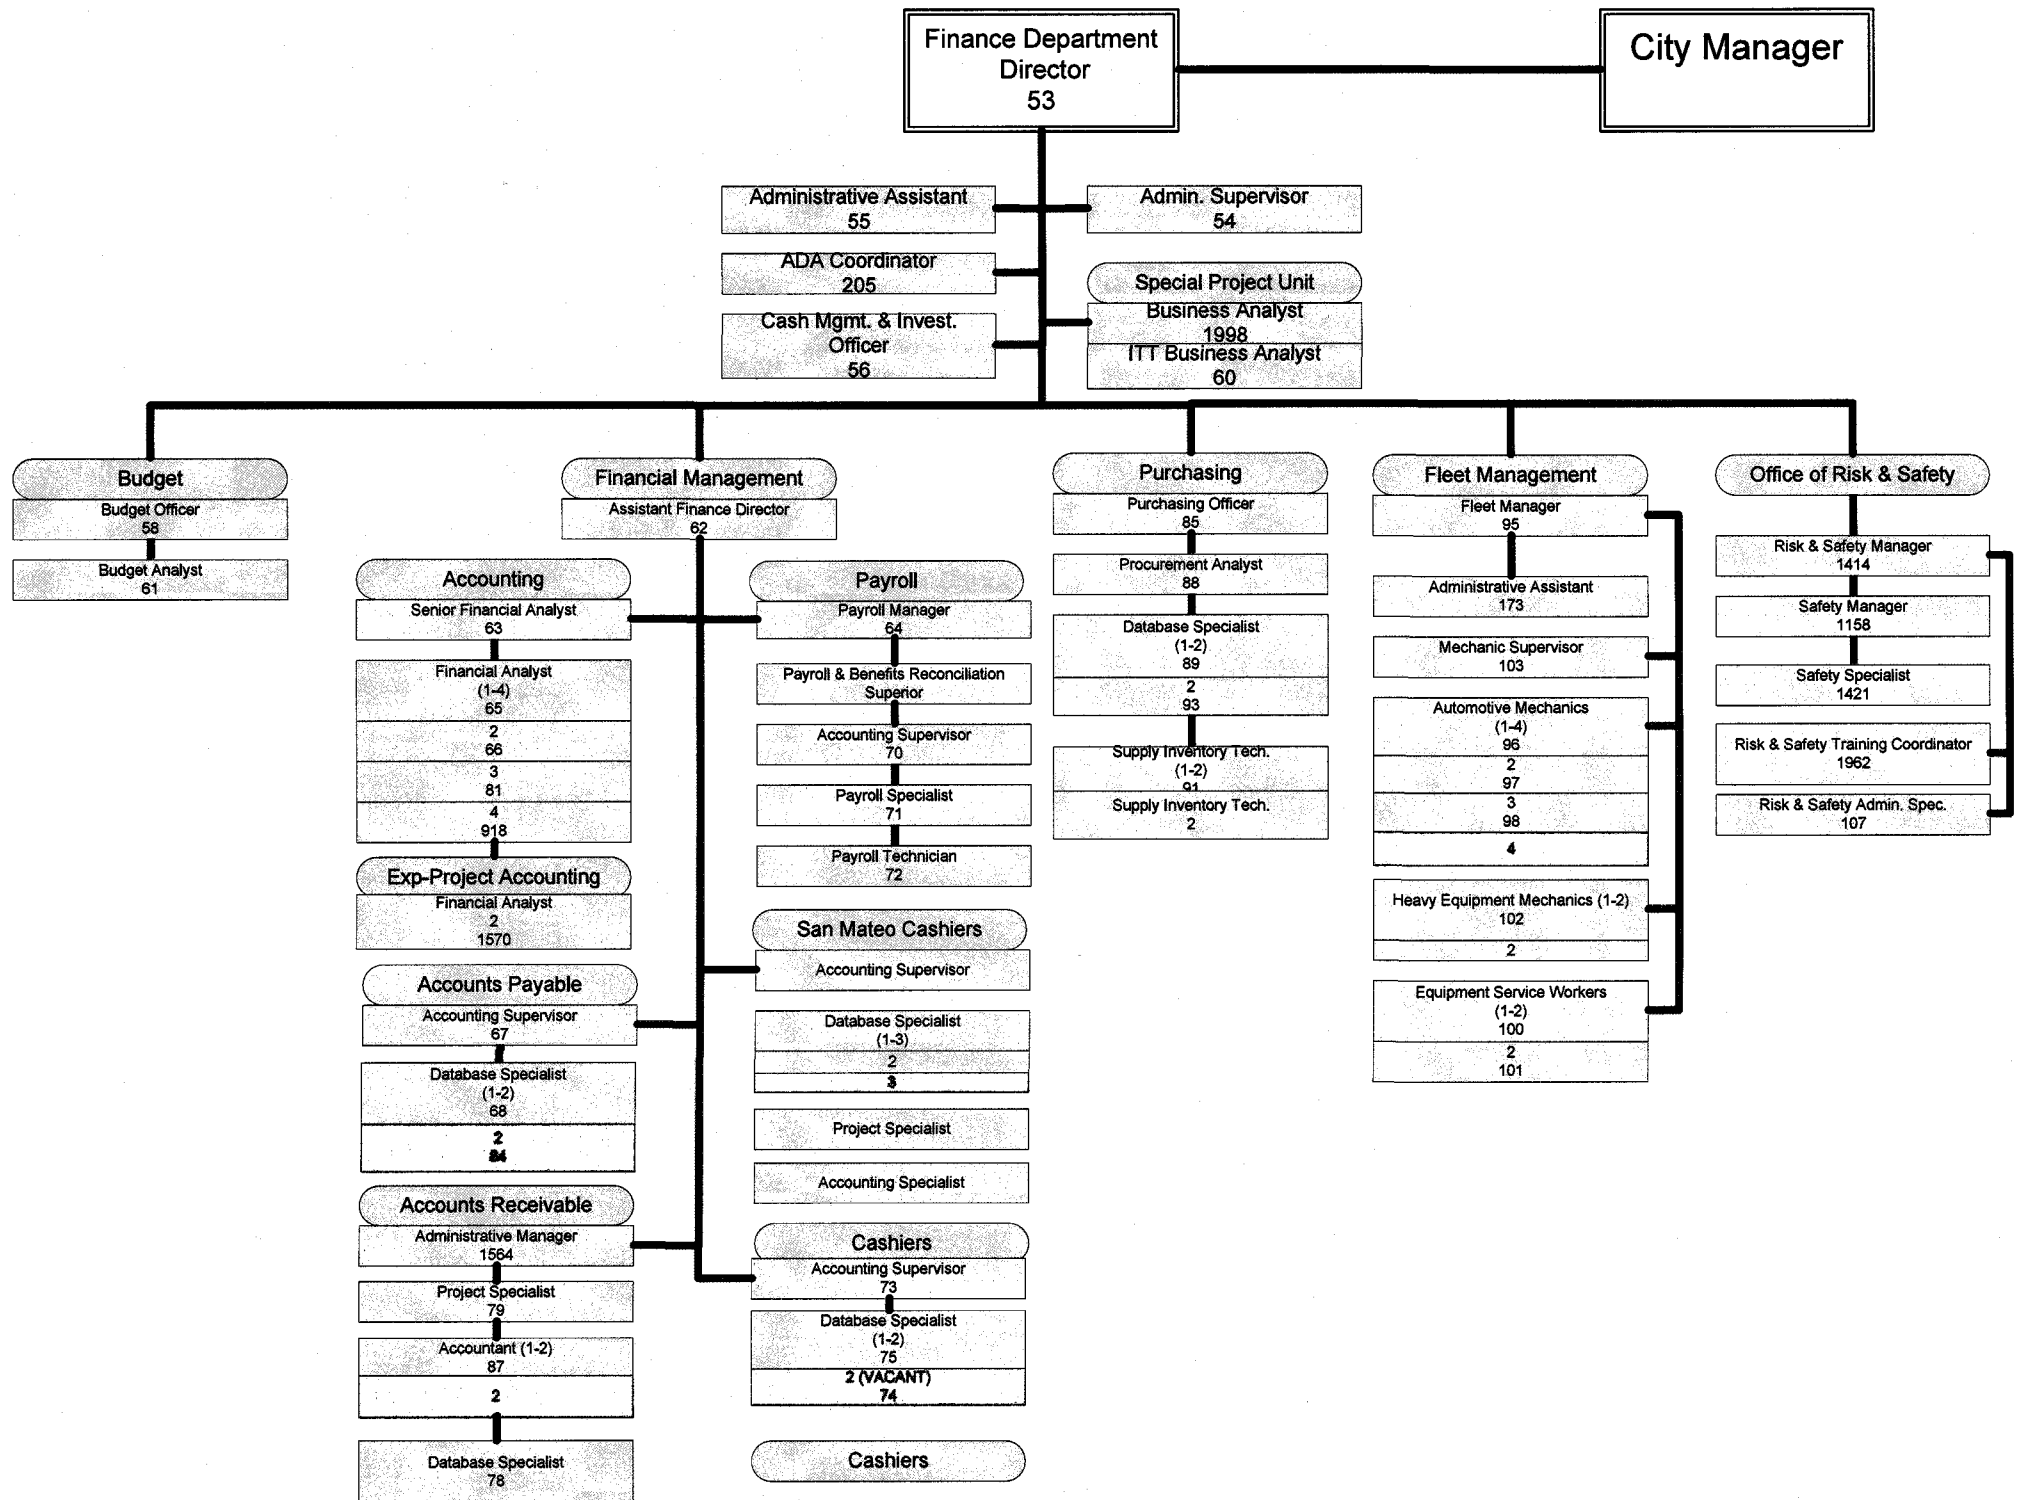 Finance Department
Director
53
City Manager
Administrative Assistant
55
Admin. Supervisor
54
ADA Coordinator
205
Special Project Unit
Business Analyst
1998
ITT Business Analyst
60
Cash Mgmt. & Invest.
Officer
56
Budget
Budget Officer
58
Budget Analyst
61
Financial Management
Assistant Finance Director
62
Accounting
Senior Financial Analyst
63
Financial Analyst
(1-4)
65
2
66
3
81
4
918
Exp-Project Accounting
Financial Analyst
2
1570
Accounts Payable
Accounting Supervisor
67
Database Specialist
(1-2)
68
2
84
Accounts Receivable
Administrative Manager
1564
Project Specialist
79
Accountant (1-2)
87
2
Database Specialist
78
Payroll
Payroll Manager
64
Payroll & Benefits Reconciliation
Superior
Accounting Supervisor
70
Payroll Specialist
71
Payroll Technician
72
San Mateo Cashiers
Accounting Supervisor
Database Specialist
(1-3)
2
3
Project Specialist
Accounting Specialist
Cashiers
Accounting Supervisor
73
Database Specialist
(1-2)
75
2 (VACANT)
74
Cashiers
Purchasing
Purchasing Officer
85
Procurement Analyst
88
Database Specialist
(1-2)
89
2
93
Supply Inventory Tech.
(1-2)
91
Supply Inventory Tech.
2
Fleet Management
Fleet Manager
95
Administrative Assistant
173
Mechanic Supervisor
103
Automotive Mechanics
(1-4)
96
2
97
3
98
4
Heavy Equipment Mechanics (1-2)
102
2
Equipment Service Workers
(1-2)
100
2
101
Office of Risk & Safety
Risk & Safety Manager
1414
Safety Manager
1158
Safety Specialist
1421
Risk & Safety Training Coordinator
1962
Risk & Safety Admin. Spec.
107